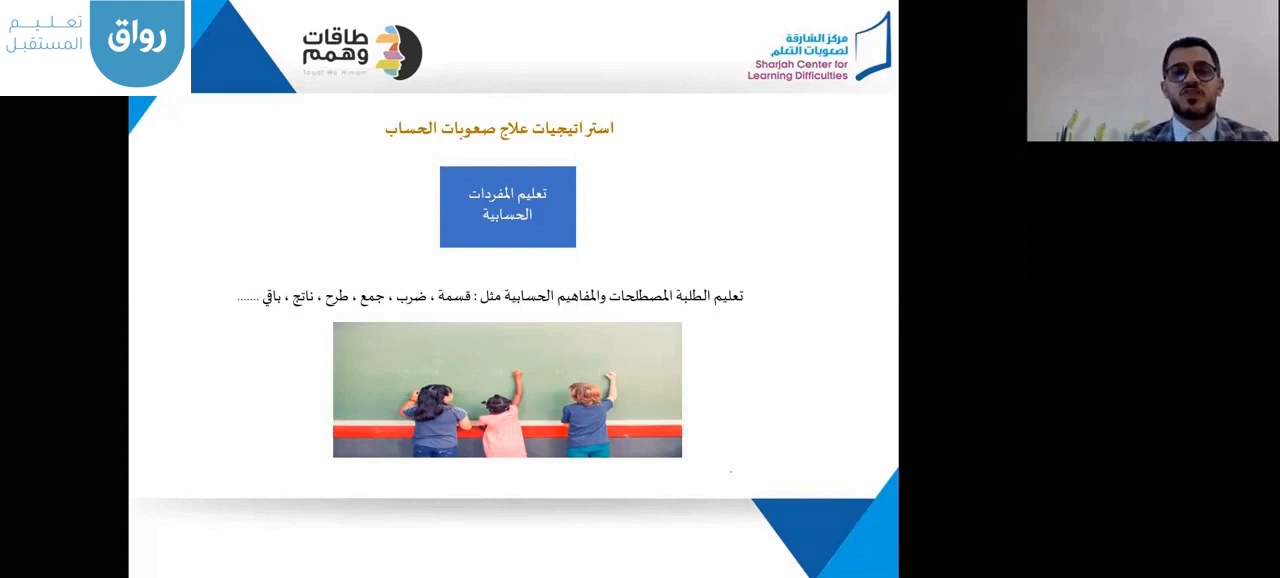 تعليم
المستقبل
رواق
طاقات
وهمم
Taqat Wa Himam
مركز الشارقة
لصعوبات التعلم
Sharjah Center for
Learning Difficulties
استراتيجيات علاج صعوبات الحساب
تعليم المفردات
الحسابية
تعليم الطلبة المصطلحات والمفاهيم الحسابية مثل : قسمة ، ضرب ، جمع ، طرح ، ناتج ، باقي .......